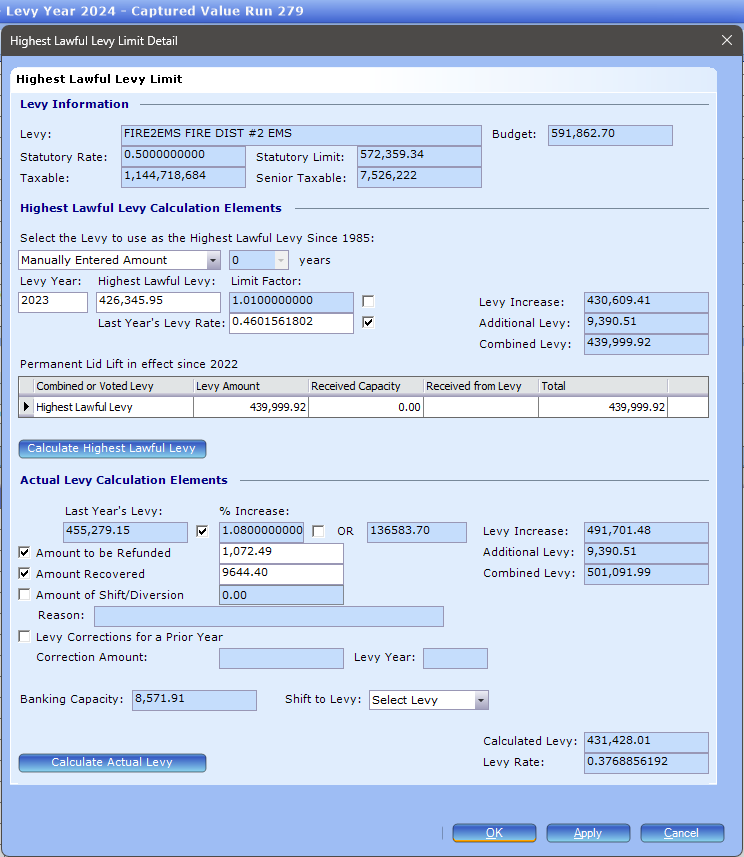 Levy Year 2024 - Captured Value Run 279
Highest Lawful Levy Limit Detail
Highest Lawful Levy Limit
Levy Information
Levy: FIRE2EMS FIRE DIST #2 EMS Budget: 591,862.70
Statutory Rate: 0.5000000000 Statutory Limit: 572,359.34
Taxable: 1,144,718,684 Senior Taxable: 7,526,222
Highest Lawful Levy Calculation Elements
Select the Levy to use as the Highest Lawful Levy Since 1985:
Manually Entered Amount 0 years
Levy Year: Highest Lawful Levy: Limit Factor:
2023 426,345.95 1.0100000000 Levy Increase: 430,609.41
Last Year's Levy Rate: 0.4601561802 Additional Levy: 9,390.51
Combined Levy: 439,999.92
Permanent Lid Lift in effect since 2022
Combined or Voted Levy Levy Amount Received Capacity Received from Levy Total
Highest Lawful Levy 439,999.92 0.00 439,999.92
Calculate Highest Lawful Levy
Actual Levy Calculation Elements
Last Year's Levy: % Increase:
455,279.15 1.0800000000 OR 136583.70 Levy Increase: 491,701.48
Amount to be Refunded 1,072.49 Additional Levy: 9,390.51
Amount Recovered 9644.40 Combined Levy: 501,091.99
Amount of Shift/Diversion 0.00
Reason:
Levy Corrections for a Prior Year
Correction Amount: Levy Year:
Banking Capacity: 8,571.91 Shift to Levy: Select Levy
Calculated Levy: 431,428.01
Calculate Actual Levy Levy Rate: 0.3768856192
OK Apply Cancel